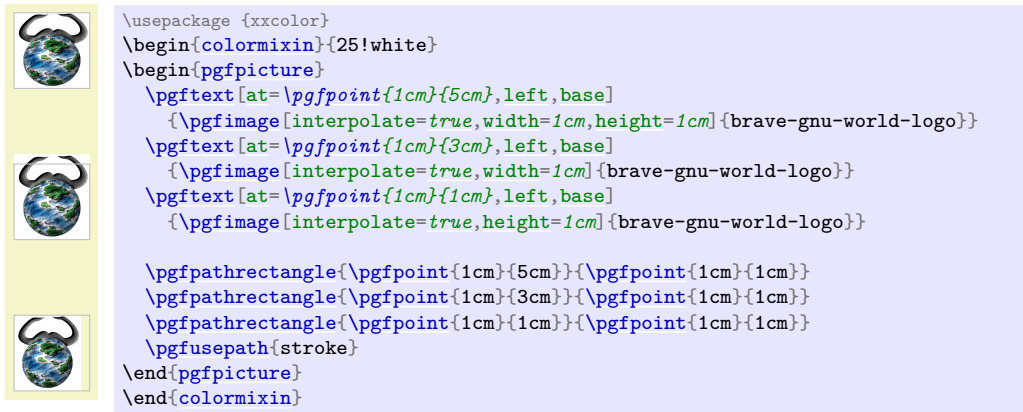 \usepackage {xxcolor}
\begin{colormixin}{25!white}
\begin{pgfpicture}
  \pgftext[at=\pgfpoint{1cm}{5cm},left,base]
    {\pgfimage[interpolate=true,width=1cm,height=1cm]{brave-gnu-world-logo}}
  \pgftext[at=\pgfpoint{1cm}{3cm},left,base]
    {\pgfimage[interpolate=true,width=1cm]{brave-gnu-world-logo}}
  \pgftext[at=\pgfpoint{1cm}{1cm},left,base]
    {\pgfimage[interpolate=true,height=1cm]{brave-gnu-world-logo}}

  \pgfpathrectangle{\pgfpoint{1cm}{5cm}}{\pgfpoint{1cm}{1cm}}
  \pgfpathrectangle{\pgfpoint{1cm}{3cm}}{\pgfpoint{1cm}{1cm}}
  \pgfpathrectangle{\pgfpoint{1cm}{1cm}}{\pgfpoint{1cm}{1cm}}
  \pgfusepath{stroke}
\end{pgfpicture}
\end{colormixin}